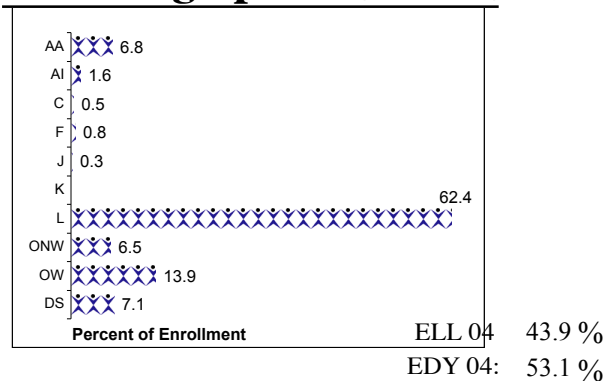 AA 6.8
AI 1.6
C 0.5
F 0.8
J 0.3
K
L 62.4
ONW 6.5
OW 13.9
DS 7.1
Percent of Enrollment
ELL 04 43.9 %
EDY 04: 53.1 %